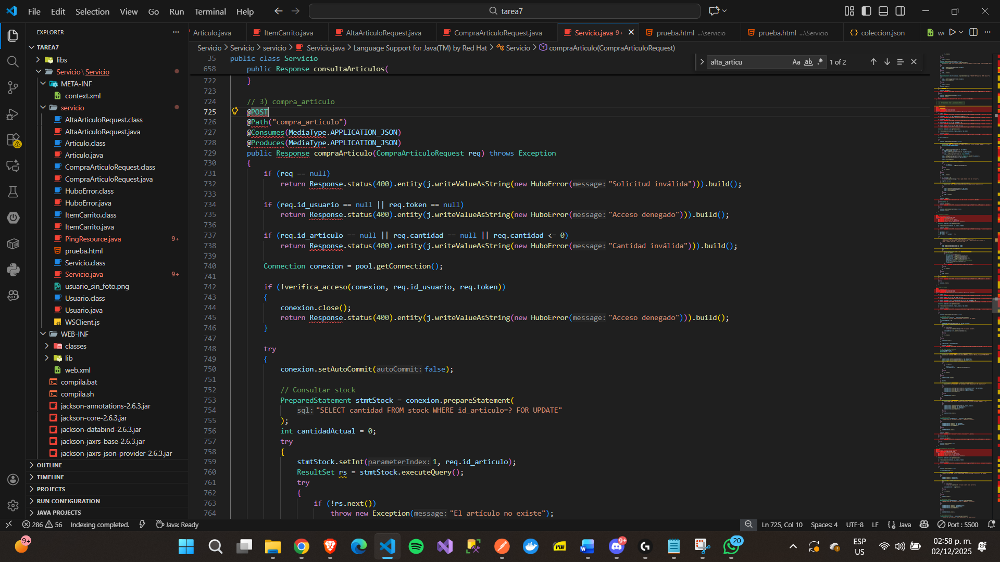 File Edit Selection View Go Run Terminal Help
tarea7
EXPLORER
TAREA7
libs
Servicio \ Servicio
META-INF
context.xml
servicio
AltaArticuloRequest.class
AltaArticuloRequest.java
Articulo.class
Articulo.java
CompraArticuloRequest.class
CompraArticuloRequest.java
HuboError.class
HuboError.java
ItemCarrito.class
ItemCarrito.java
PingResource.java 9+
prueba.html
Servicio.class
Servicio.java 9+
usuario_sin_foto.png
Usuario.class
Usuario.java
WSClient.js
WEB-INF
classes
lib
web.xml
compila.bat
compila.sh
jackson-annotations-2.6.3.jar
jackson-core-2.6.3.jar
jackson-databind-2.6.3.jar
jackson-jaxrs-base-2.6.3.jar
jackson-jaxrs-json-provider-2.6.3.jar
OUTLINE
TIMELINE
PROJECTS
RUN CONFIGURATION
JAVA PROJECTS
Articulo.java ItemCarrito.java AltaArticuloRequest.java CompraArticuloRequest.java Servicio.java 9+ prueba.html ...\servicio prueba.html ...\Servicio coleccion.json we
Servicio > Servicio > servicio > Servicio.java > Language Support for Java(TM) by Red Hat > Servicio > compraArticulo(CompraArticuloRequest)
alta_articu Aa ab .* 1 of 2
35 public class Servicio
658 public Response consultaArticulos(
722 }
723
724 // 3) compra_articulo
725 @POST
726 @Path("compra_articulo")
727 @Consumes(MediaType.APPLICATION_JSON)
728 @Produces(MediaType.APPLICATION_JSON)
729 public Response compraArticulo(CompraArticuloRequest req) throws Exception
730 {
731 if (req == null)
732 return Response.status(400).entity(j.writeValueAsString(new HuboError(message: "Solicitud inválida"))).build();
733
734 if (req.id_usuario == null || req.token == null)
735 return Response.status(400).entity(j.writeValueAsString(new HuboError(message: "Acceso denegado"))).build();
736
737 if (req.id_articulo == null || req.cantidad == null || req.cantidad <= 0)
738 return Response.status(400).entity(j.writeValueAsString(new HuboError(message: "Cantidad inválida"))).build();
739
740 Connection conexion = pool.getConnection();
741
742 if (!verifica_acceso(conexion, req.id_usuario, req.token))
743 {
744 conexion.close();
745 return Response.status(400).entity(j.writeValueAsString(new HuboError(message: "Acceso denegado"))).build();
746 }
747
748 try
749 {
750 conexion.setAutoCommit(autoCommit: false);
751
752 // Consultar stock
753 PreparedStatement stmtStock = conexion.prepareStatement(
754 sql: "SELECT cantidad FROM stock WHERE id_articulo=? FOR UPDATE"
755 );
756 int cantidadActual = 0;
757 try
758 {
759 stmtStock.setInt(parameterIndex: 1, req.id_articulo);
760 ResultSet rs = stmtStock.executeQuery();
761 try
762 {
763 if (!rs.next())
764 throw new Exception(message: "El artículo no existe");
286 56 Indexing completed. Java: Ready
Ln 725, Col 10 Spaces: 4 UTF-8 LF Java Port : 5500
9+
PDF
9+
20
ESP
US
02:58 p. m.
02/12/2025